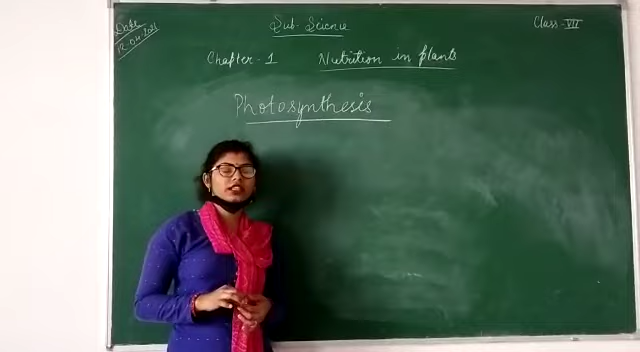 Date
12-04-2021
Sub- Science
Class-VII
Chapter-1 Nutrition in plants
Photosynthesis